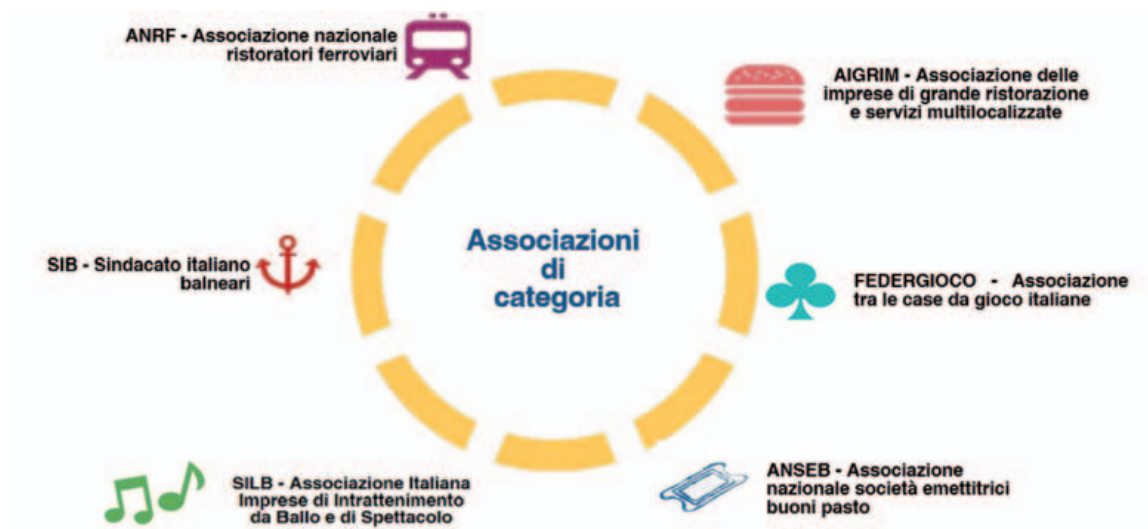 ANRF - Associazione nazionale
ristoratori ferroviari
AIGRIM - Associazione delle
imprese di grande ristorazione
e servizi multilocalizzate
Associazioni
di
categoria
SIB - Sindacato italiano
balneari
FEDERGIOCO - Associazione
tra le case da gioco italiane
SILB - Associazione Italiana
Imprese di Intrattenimento
da Ballo e di Spettacolo
ANSEB - Associazione
nazionale società emettitrici
buoni pasto